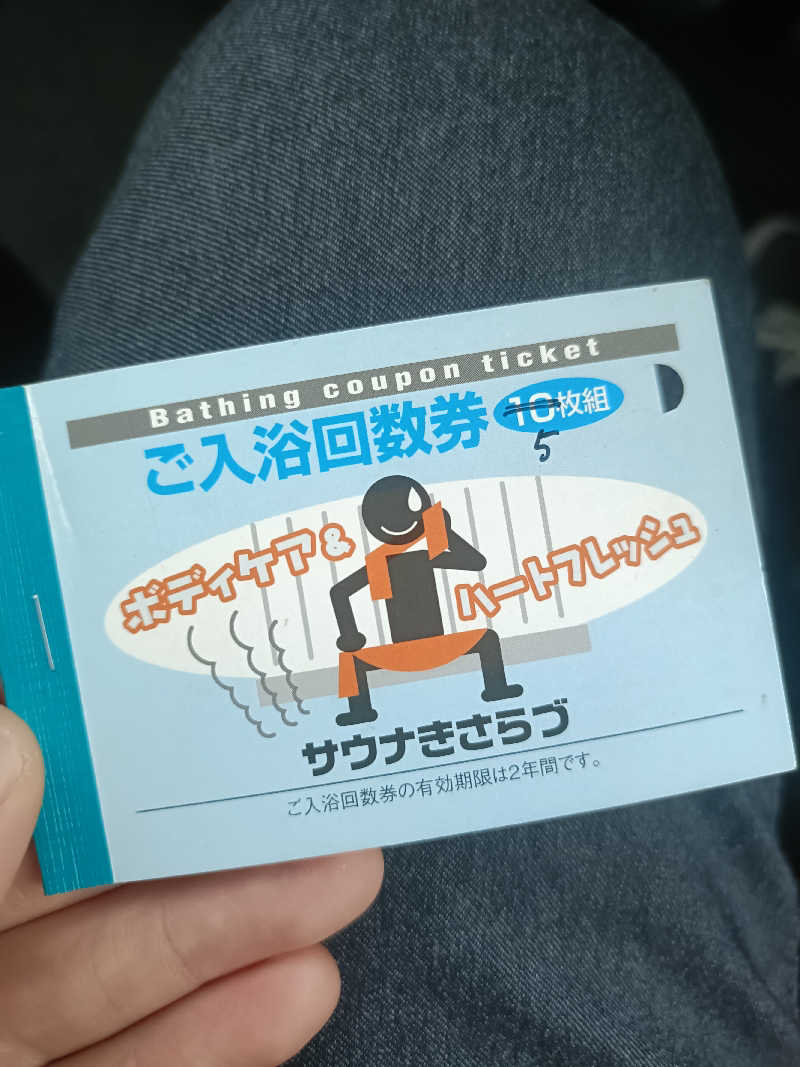 Bathing coupon ticket
ご入浴回数券 10枚組
5
ボディケア&
ハートフレッシュ
サウナきさらづ
ご入浴回数券の有効期限は2年間です。